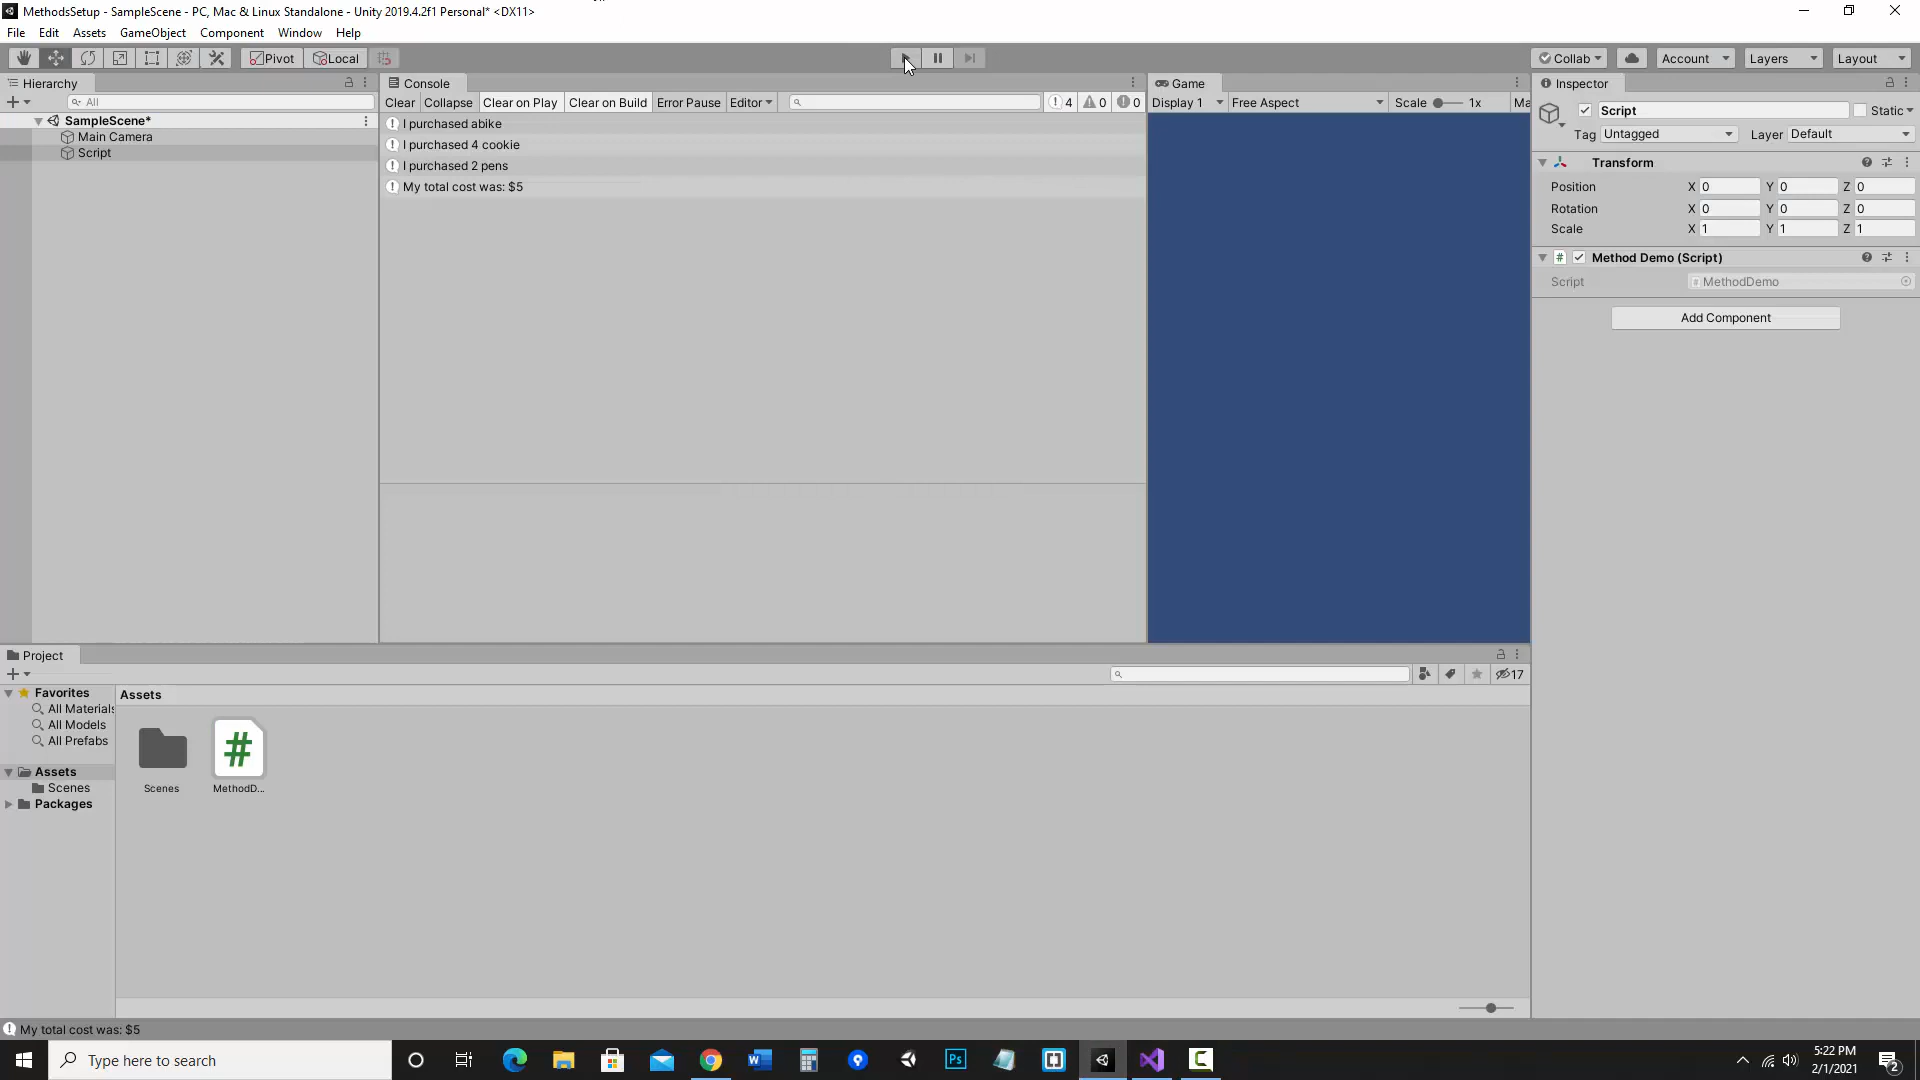 MethodsSetup - SampleScene - PC, Mac & Linux Standalone - Unity 2019.4.2f1 Personal* <DX11>
File Edit Assets GameObject Component Window Help
Pivot Local Collab Account Layers Layout
Hierarchy
All
SampleScene*
Main Camera
Script
Console
Clear Collapse Clear on Play Clear on Build Error Pause Editor 4 0 0
I purchased abike
I purchased 4 cookie
I purchased 2 pens
My total cost was: $5
Game
Display 1 Free Aspect Scale 1x Ma
Inspector
Script Static
Tag Untagged Layer Default
Transform
Position X 0 Y 0 Z 0
Rotation X 0 Y 0 Z 0
Scale X 1 Y 1 Z 1
# Method Demo (Script)
Script MethodDemo
Add Component
Project
17
Favorites
All Materials
All Models
All Prefabs
Assets
Scenes
Packages
Assets
#
Scenes MethodD...
My total cost was: $5
Type here to search
W
Ps
C
5:22 PM
2/1/2021
2